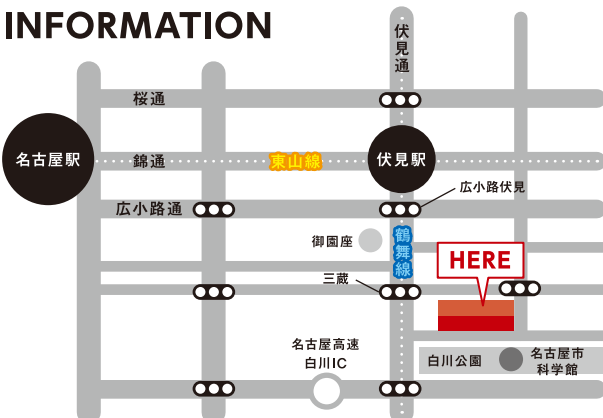 INFORMATION
伏見通
桜通
名古屋駅
錦通
東山線
伏見駅
広小路通
広小路伏見
御園座
鶴舞線
HERE
三蔵
名古屋高速
白川IC
白川公園
名古屋市
科学館